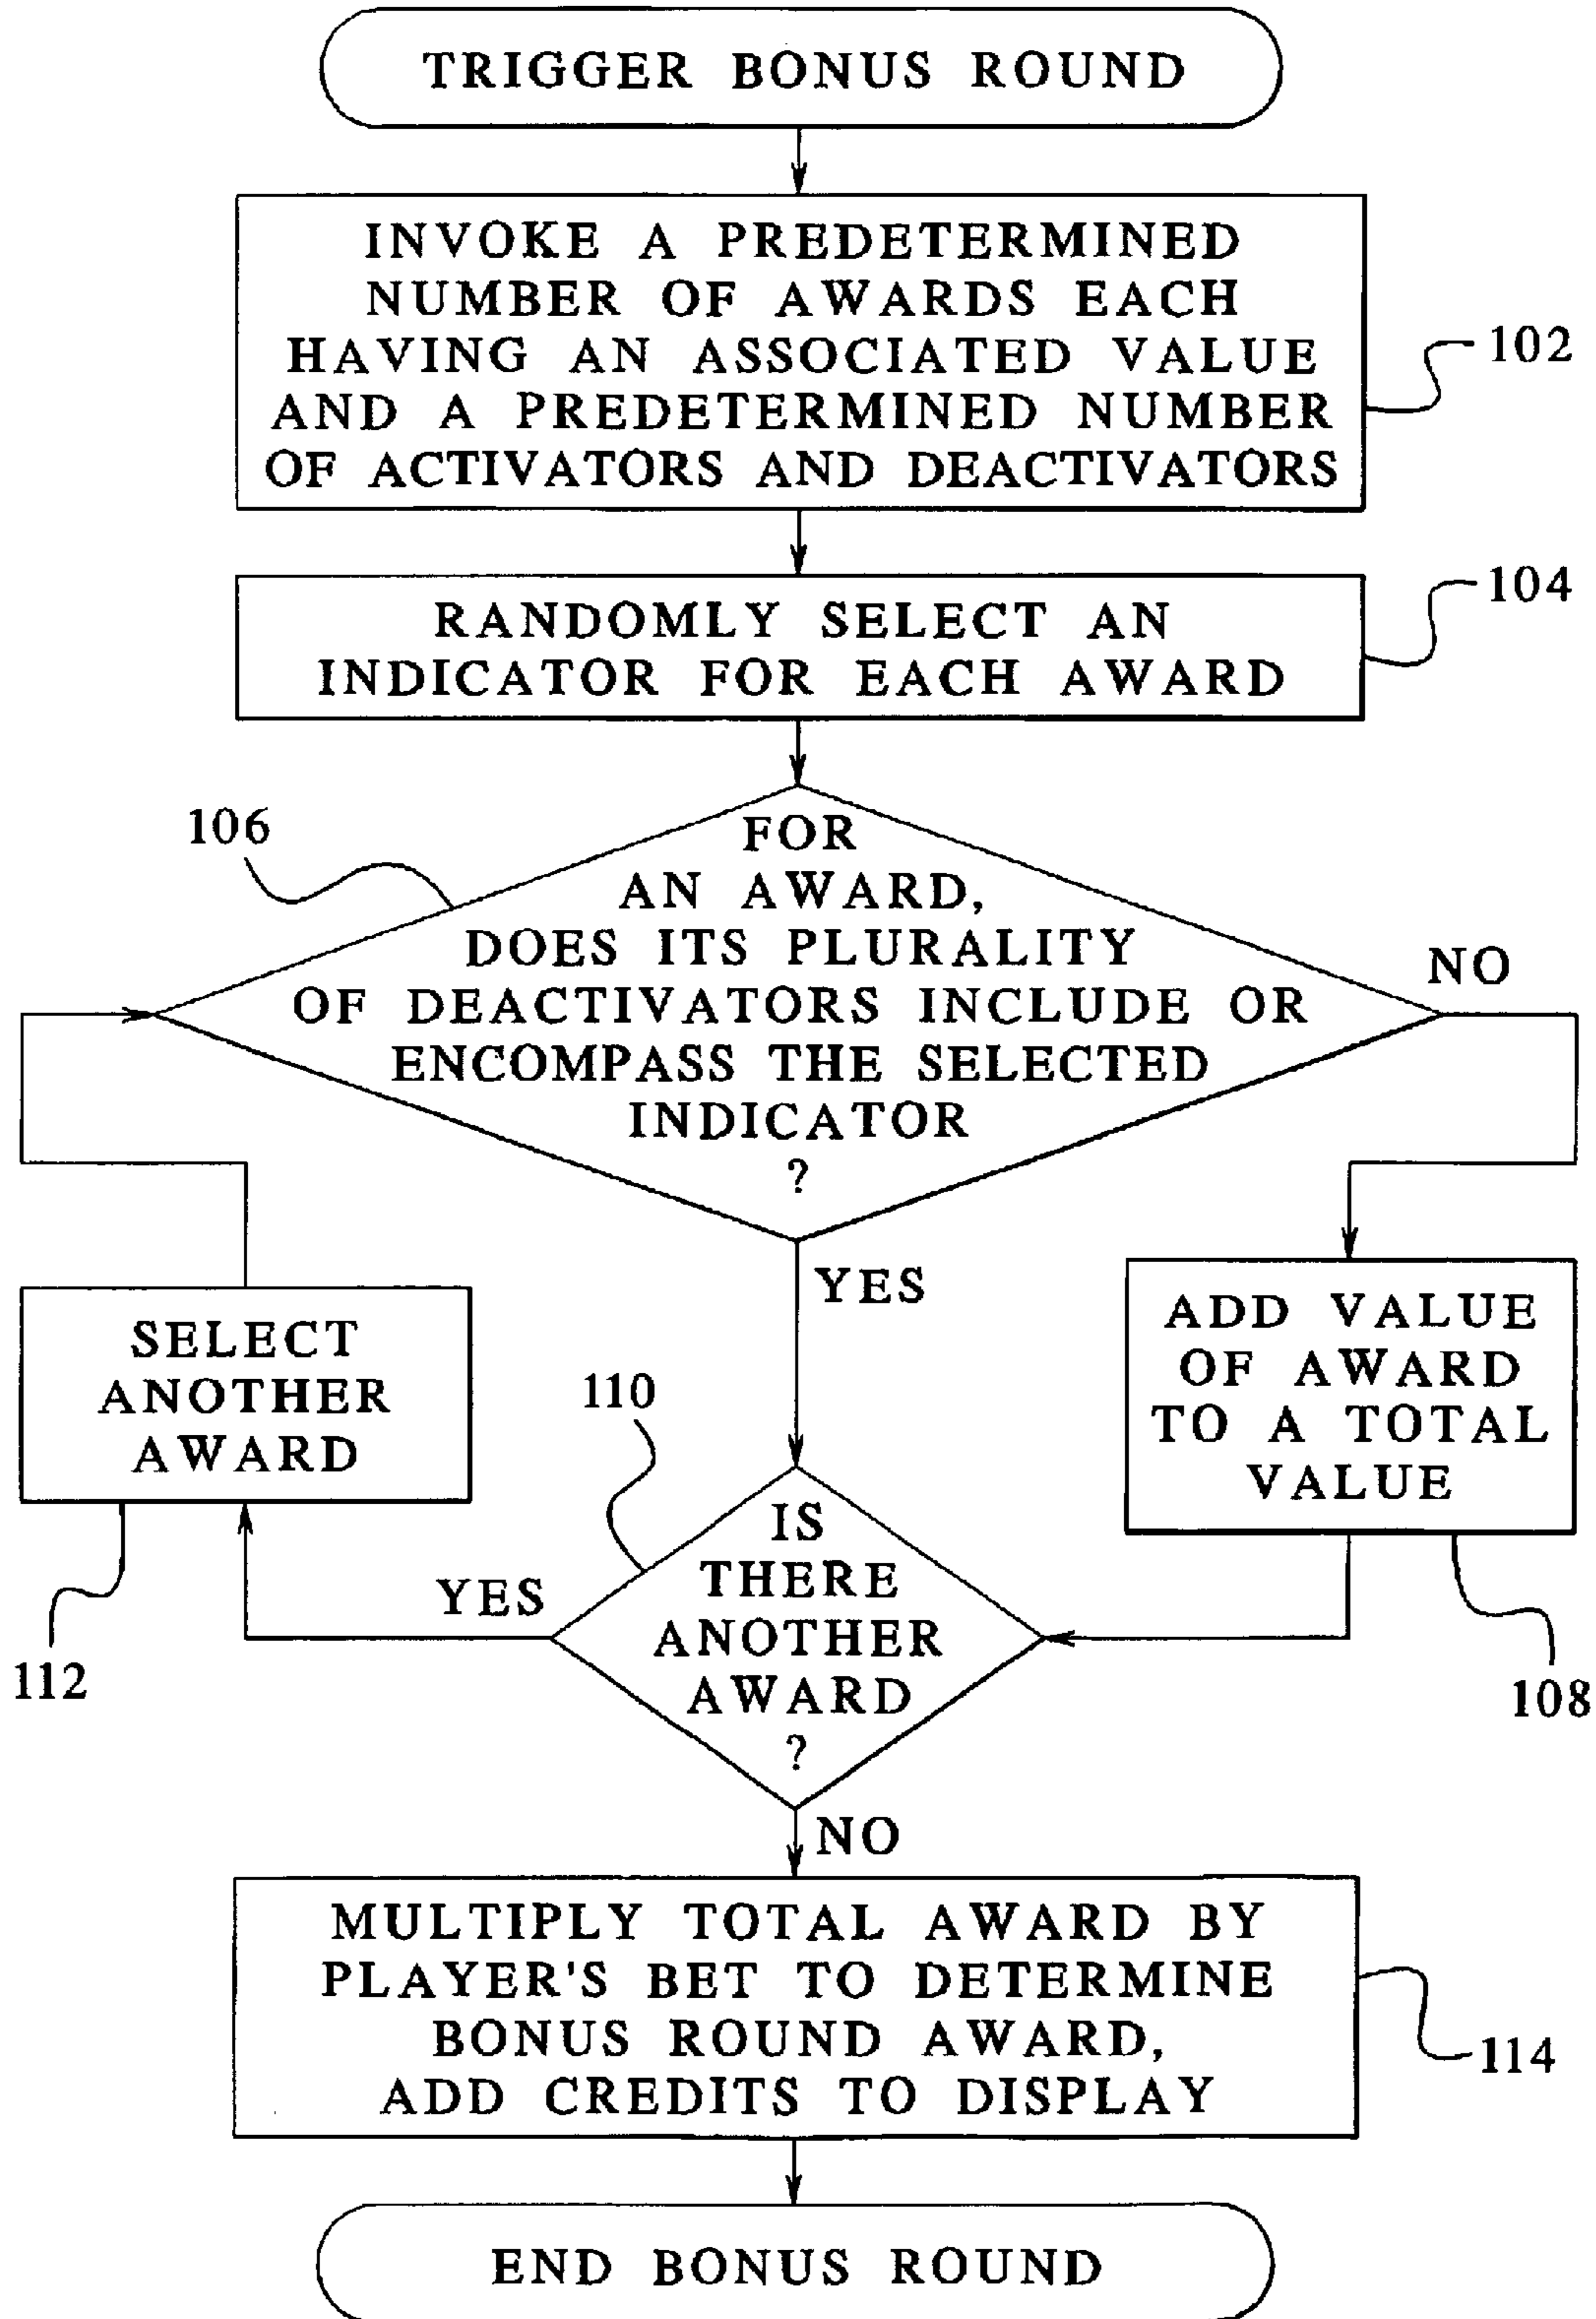 TRIGGER BONUS ROUND
INVOKE A PREDETERMINED
NUMBER OF AWARDS EACH
HAVING AN ASSOCIATED VALUE
AND A PREDETERMINED NUMBER
OF ACTIVATORS AND DEACTIVATORS
102
RANDOMLY SELECT AN
INDICATOR FOR EACH AWARD
104
106
FOR
AN AWARD,
DOES ITS PLURALITY
OF DEACTIVATORS INCLUDE OR
ENCOMPASS THE SELECTED
INDICATOR
?
NO
YES
ADD VALUE
OF AWARD
TO A TOTAL
VALUE
108
SELECT
ANOTHER
AWARD
112
110
IS
THERE
ANOTHER
AWARD
?
YES
NO
MULTIPLY TOTAL AWARD BY
PLAYER'S BET TO DETERMINE
BONUS ROUND AWARD,
ADD CREDITS TO DISPLAY
114
END BONUS ROUND